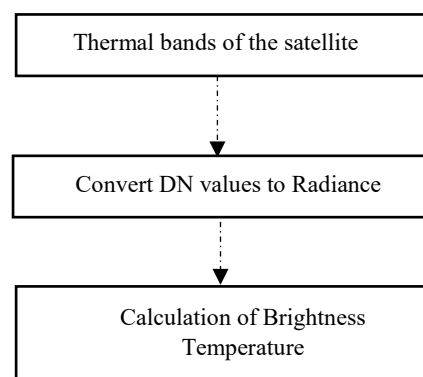 Thermal bands of the satellite
Convert DN values to Radiance
Calculation of Brightness
Temperature